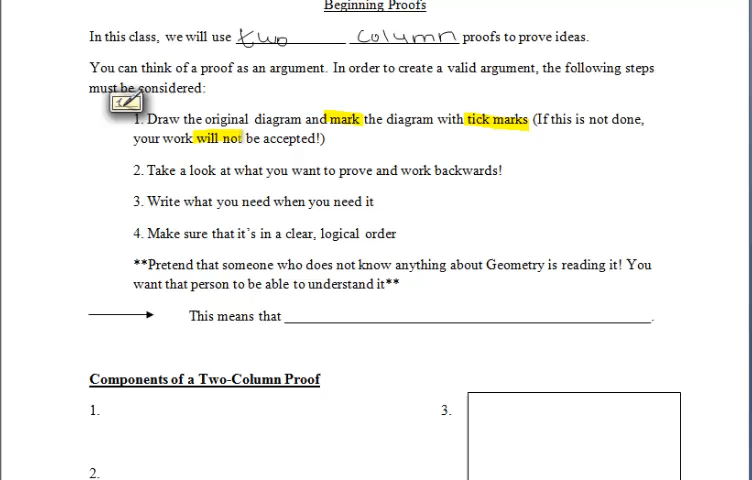 Beginning Proofs
In this class, we will use two column proofs to prove ideas.
You can think of a proof as an argument. In order to create a valid argument, the following steps
must be considered:
1. Draw the original diagram and mark the diagram with tick marks (If this is not done,
your work will not be accepted!)
2. Take a look at what you want to prove and work backwards!
3. Write what you need when you need it
4. Make sure that it's in a clear, logical order
**Pretend that someone who does not know anything about Geometry is reading it! You
want that person to be able to understand it**
This means that ______.
Components of a Two-Column Proof
1.
3.
2.